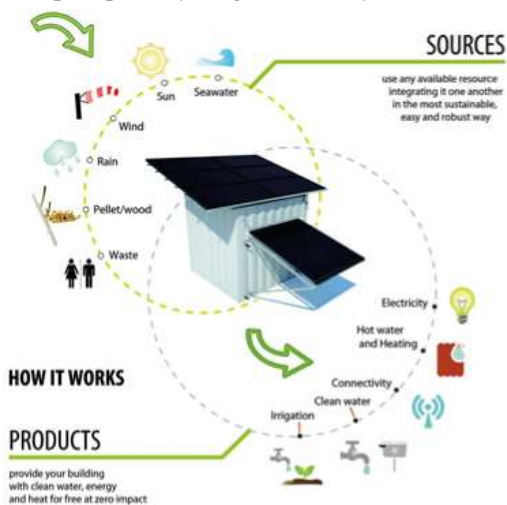 SOURCES
use any available resource
integrating it one another
in the most sustainable,
easy and robust way
Seawater
Sun
Wind
Rain
Pellet/wood
Waste
Electricity
Hot water
and Heating
Connectivity
Clean water
Irrigation
HOW IT WORKS
PRODUCTS
provide your building
with clean water, energy
and heat for free at zero impact